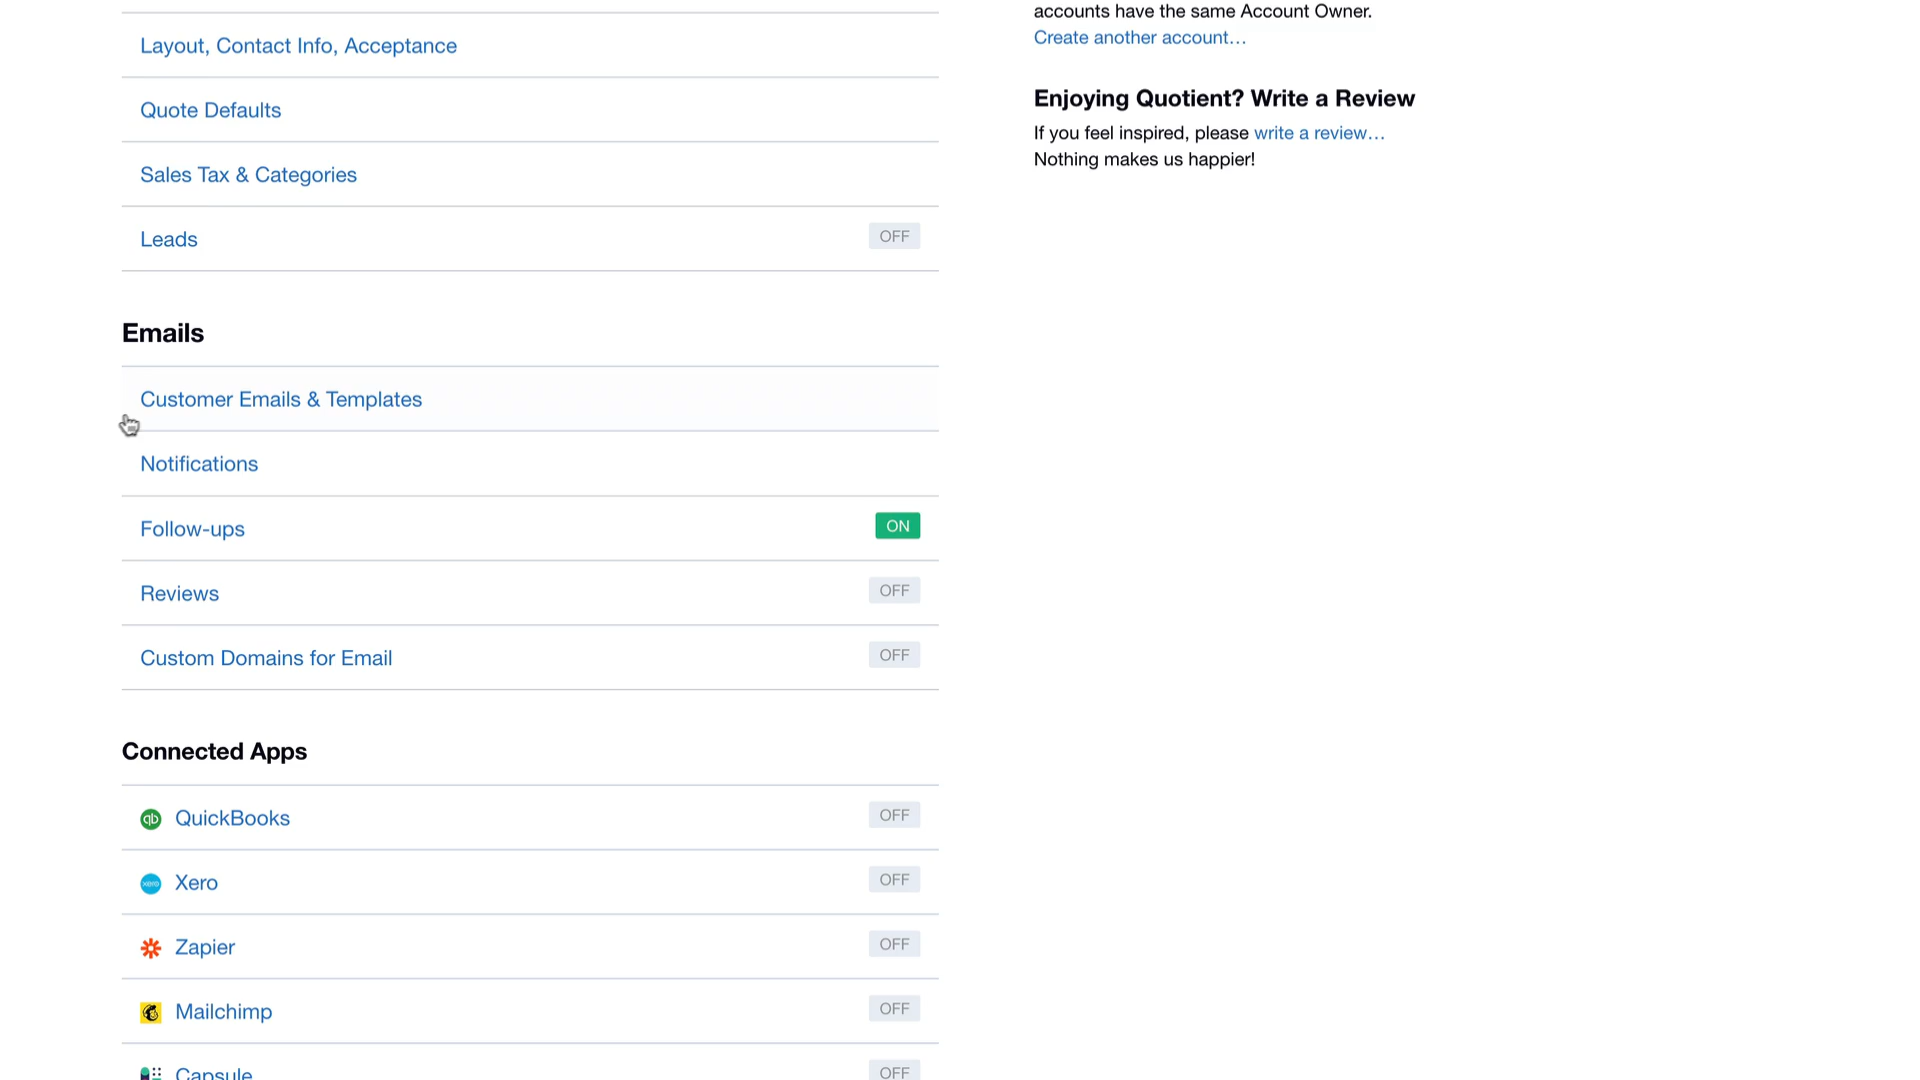 Layout, Contact Info, Acceptance
Quote Defaults
Sales Tax & Categories
Leads
OFF
Emails
Customer Emails & Templates
Notifications
Follow-ups
ON
Reviews
OFF
Custom Domains for Email
OFF
Connected Apps
qb
QuickBooks
OFF
xero
Xero
OFF
Zapier
OFF
Mailchimp
OFF
Capsule
OFF
accounts have the same Account Owner.
Create another account…
Enjoying Quotient? Write a Review
If you feel inspired, please write a review…
Nothing makes us happier!